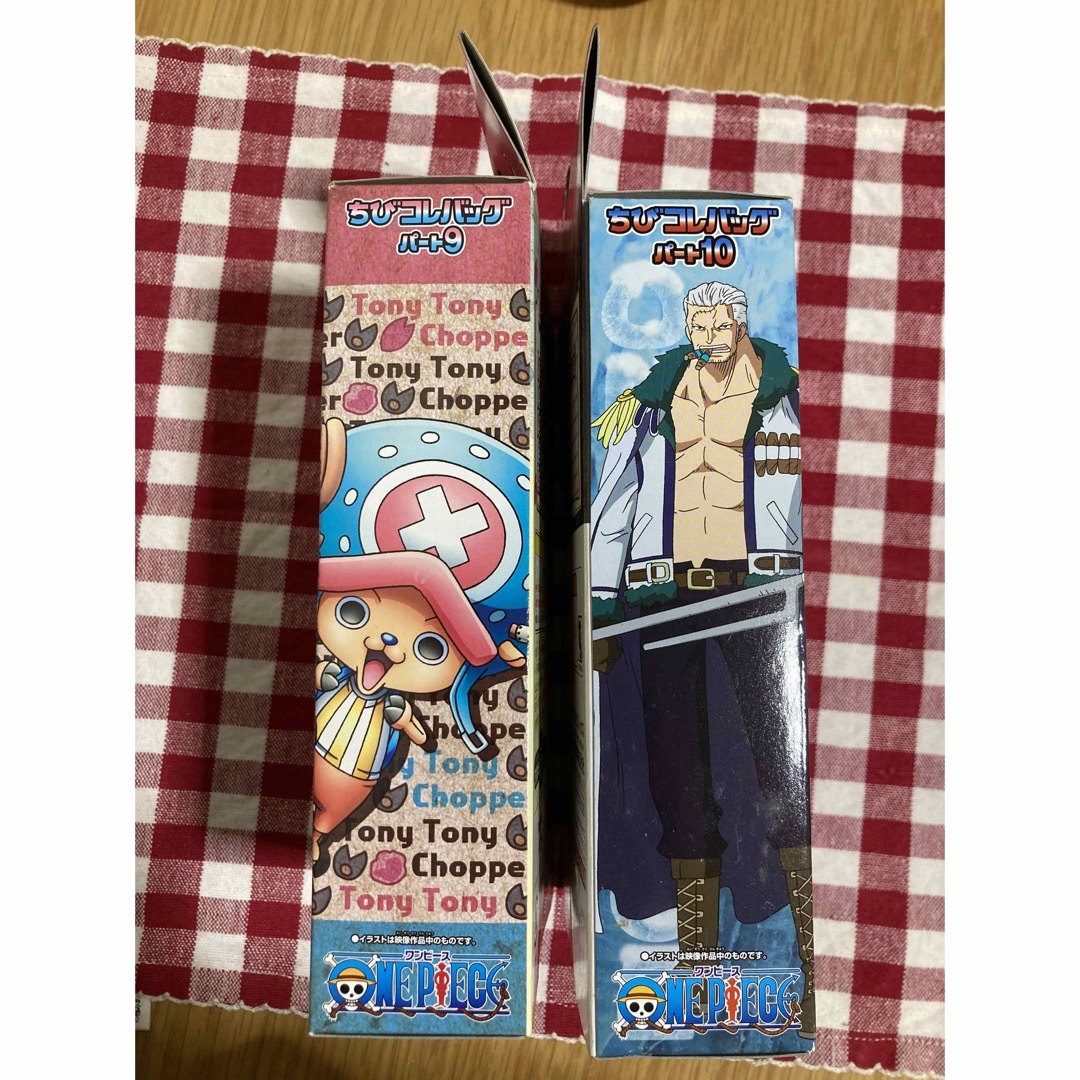 ちびコレバッグ
パート9
Tony Tony
er Choppe
Tony Tony
er Choppe
y
hoppe
y Tony
Choppe
Tony Tony
Choppe
Tony Tony
●イラストは映像作品中のものです。
ワンピース
ONE PIECE
ちびコレバッグ
パート10
●イラストは映像作品中のものです。
ワンピース
ONE PIECE